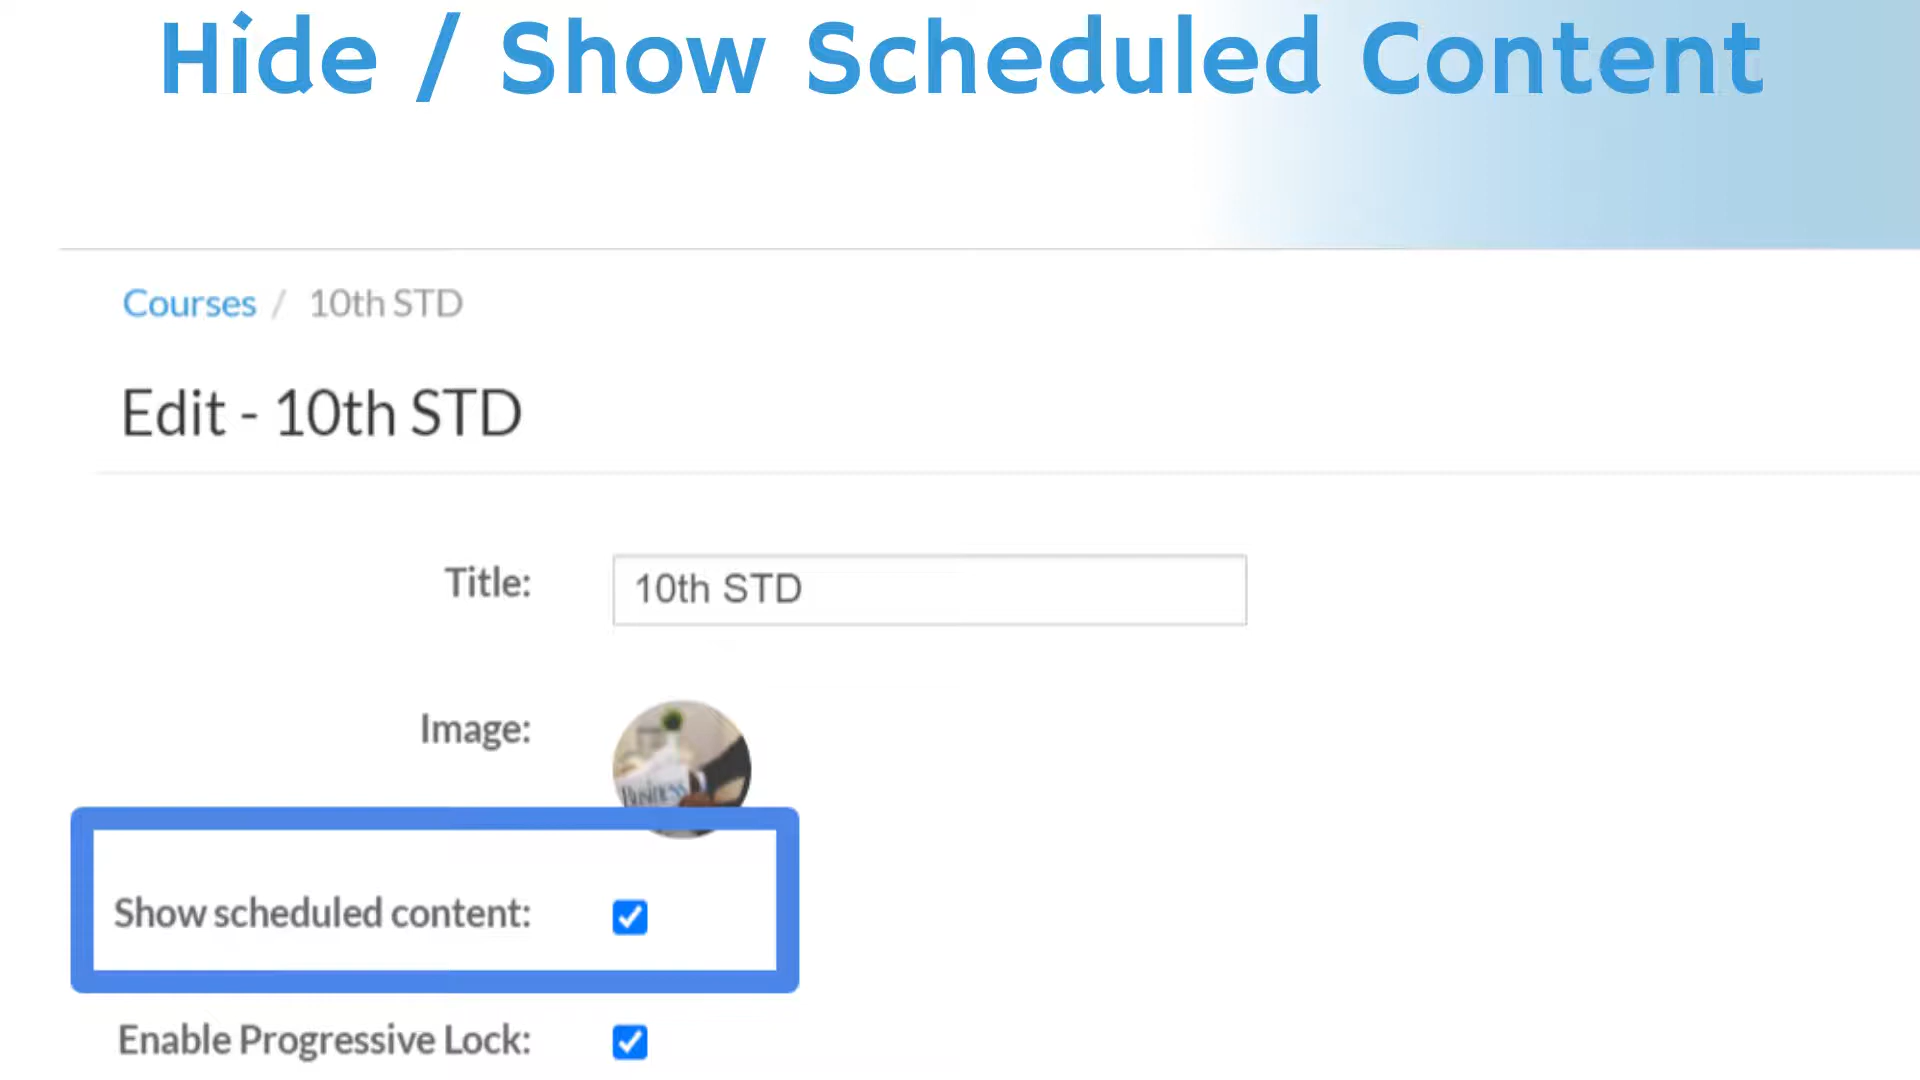 Hide / Show Scheduled Content
Courses / 10th STD
Edit - 10th STD
Title: 10th STD
Image:
Business
Show scheduled content:
Enable Progressive Lock: